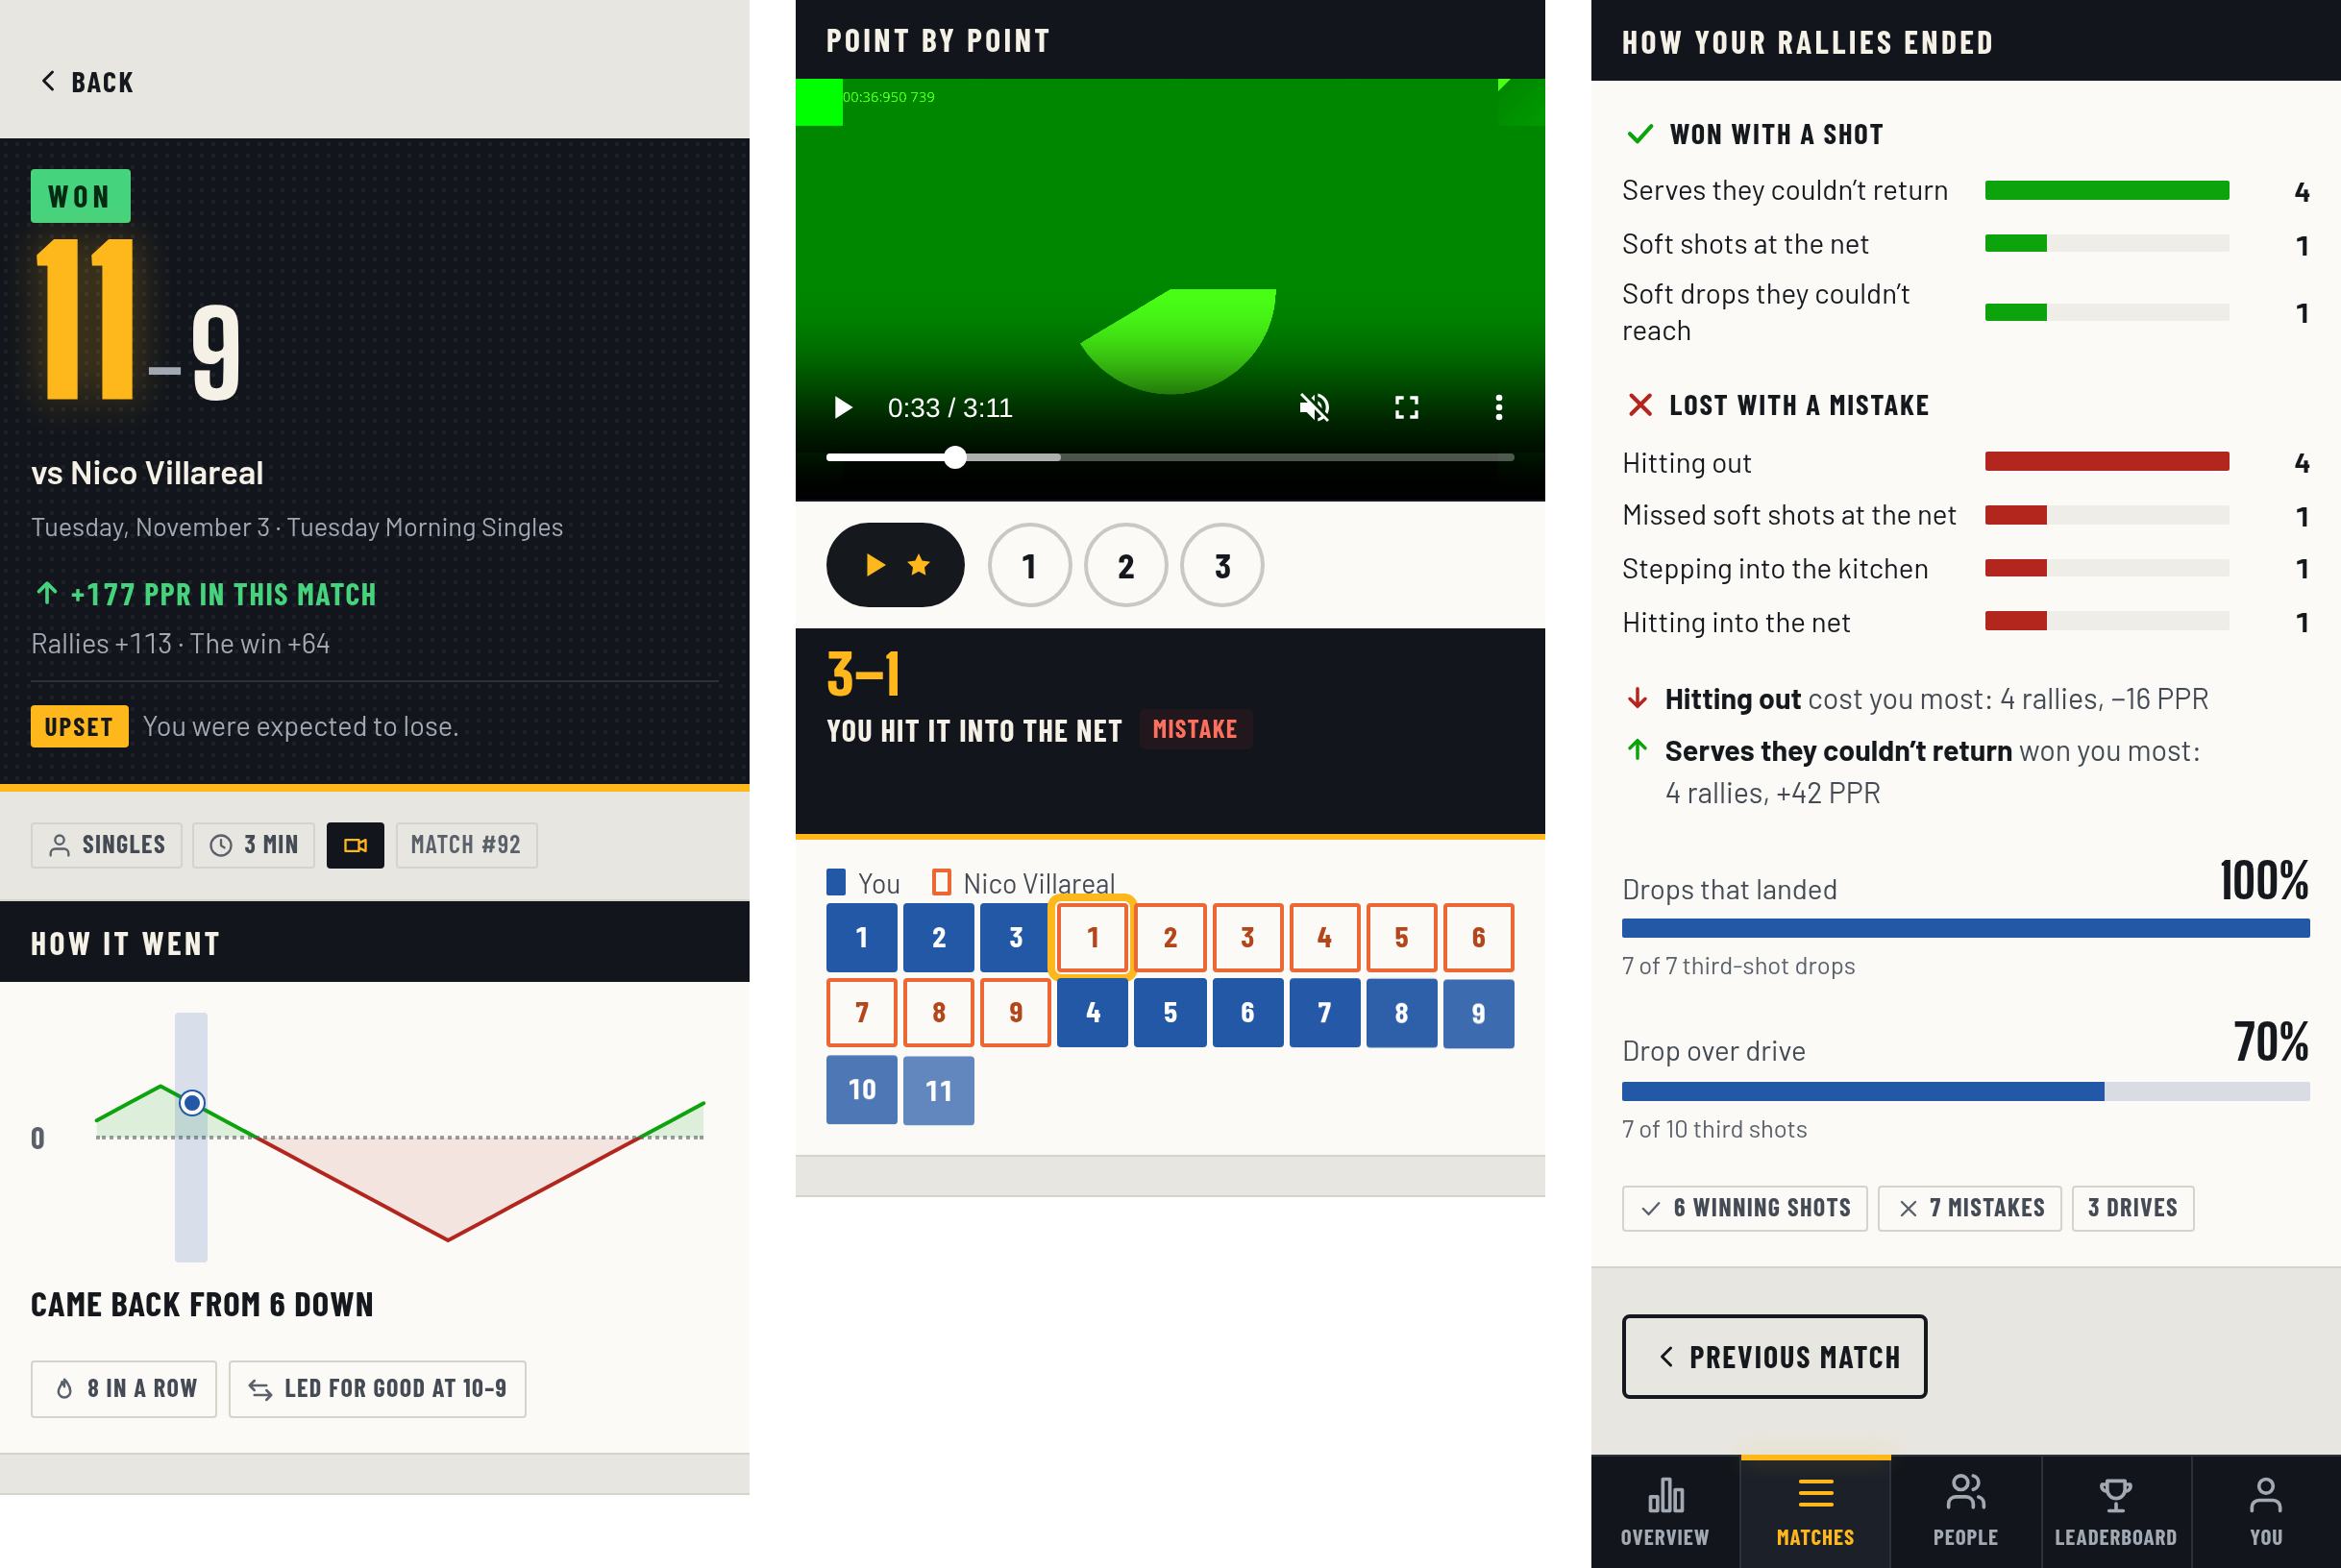 BACK
WON
11–9
vs Nico Villareal
Tuesday, November 3 · Tuesday Morning Singles
+177 PPR IN THIS MATCH
Rallies +113 · The win +64
UPSET You were expected to lose.
SINGLES 3 MIN MATCH #92
HOW IT WENT
0
CAME BACK FROM 6 DOWN
8 IN A ROW LED FOR GOOD AT 10–9
POINT BY POINT
00:36:950 739
0:33 / 3:11
1 2 3
3–1
YOU HIT IT INTO THE NET MISTAKE
You Nico Villareal
1 2 3 1 2 3 4 5 6
7 8 9 4 5 6 7 8 9
10 11
HOW YOUR RALLIES ENDED
WON WITH A SHOT
Serves they couldn’t return 4
Soft shots at the net 1
Soft drops they couldn’t
reach 1
LOST WITH A MISTAKE
Hitting out 4
Missed soft shots at the net 1
Stepping into the kitchen 1
Hitting into the net 1
Hitting out cost you most: 4 rallies, −16 PPR
Serves they couldn’t return won you most:
4 rallies, +42 PPR
Drops that landed 100%
7 of 7 third-shot drops
Drop over drive 70%
7 of 10 third shots
6 WINNING SHOTS 7 MISTAKES 3 DRIVES
PREVIOUS MATCH
OVERVIEW MATCHES PEOPLE LEADERBOARD YOU